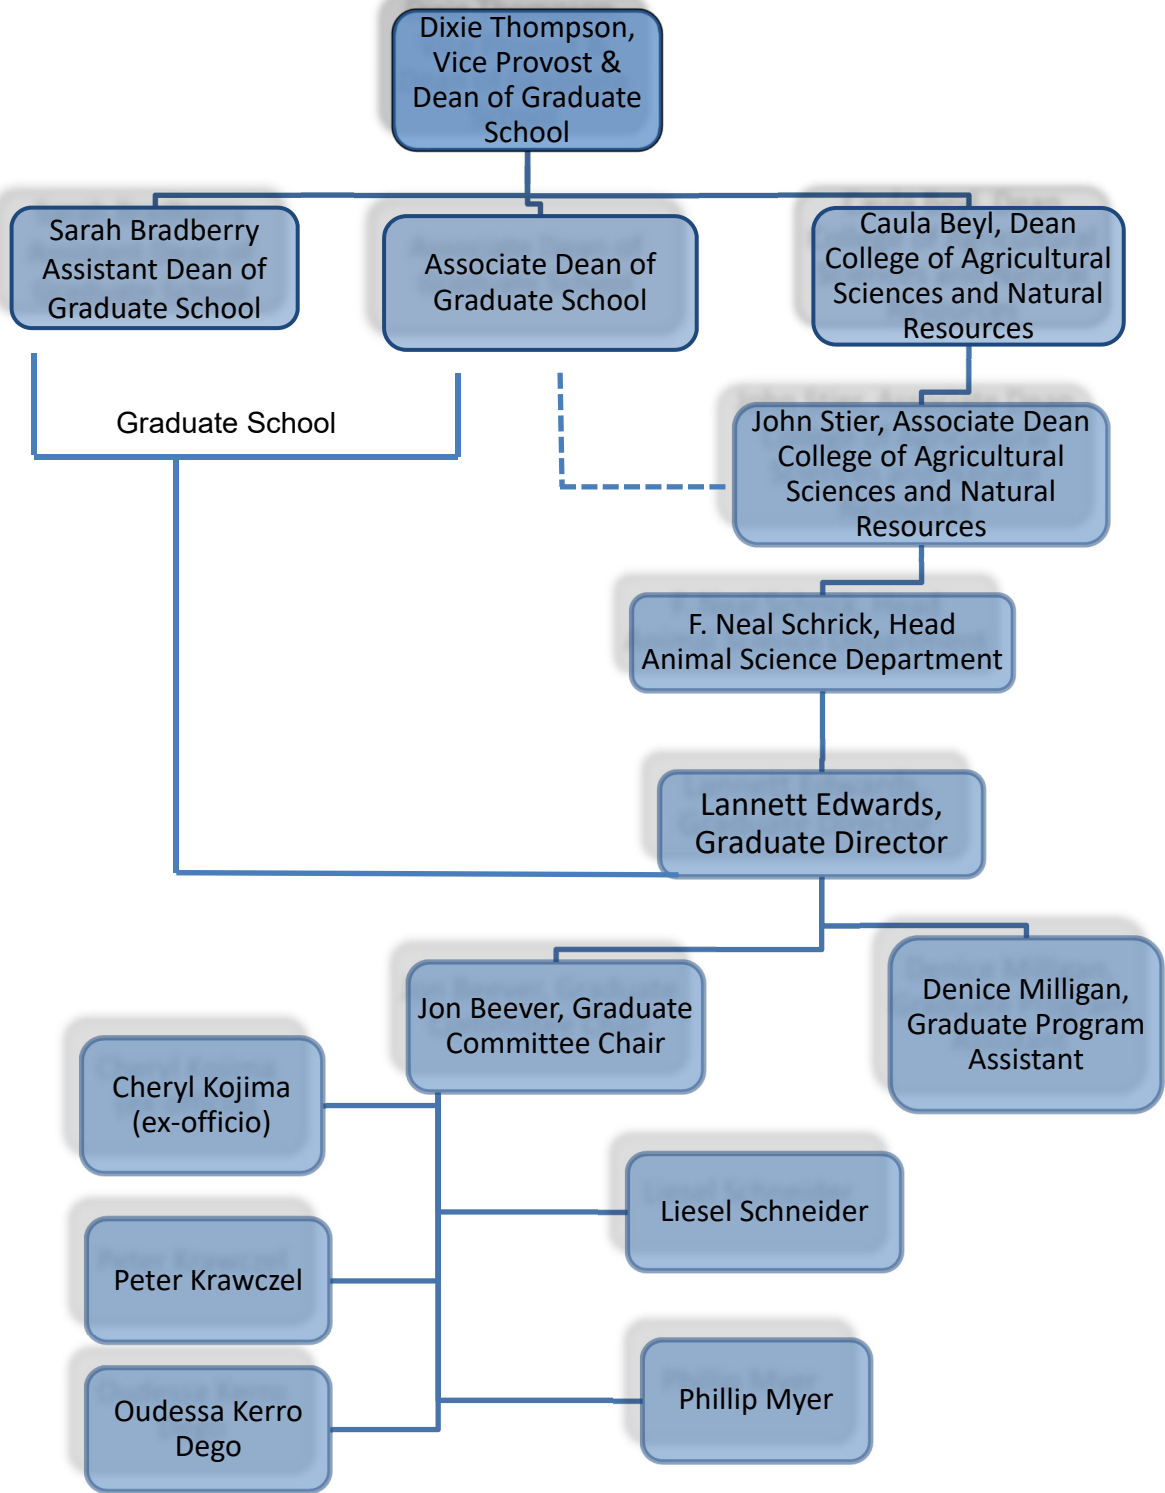 Dixie Thompson,
Vice Provost &
Dean of Graduate
School
Sarah Bradberry
Assistant Dean of
Graduate School
Associate Dean of
Graduate School
Caula Beyl, Dean
College of Agricultural
Sciences and Natural
Resources
Graduate School
John Stier, Associate Dean
College of Agricultural
Sciences and Natural
Resources
F. Neal Schrick, Head
Animal Science Department
Lannett Edwards,
Graduate Director
Jon Beever, Graduate
Committee Chair
Denice Milligan,
Graduate Program
Assistant
Cheryl Kojima
(ex-officio)
Liesel Schneider
Peter Krawczel
Phillip Myer
Oudessa Kerro
Dego